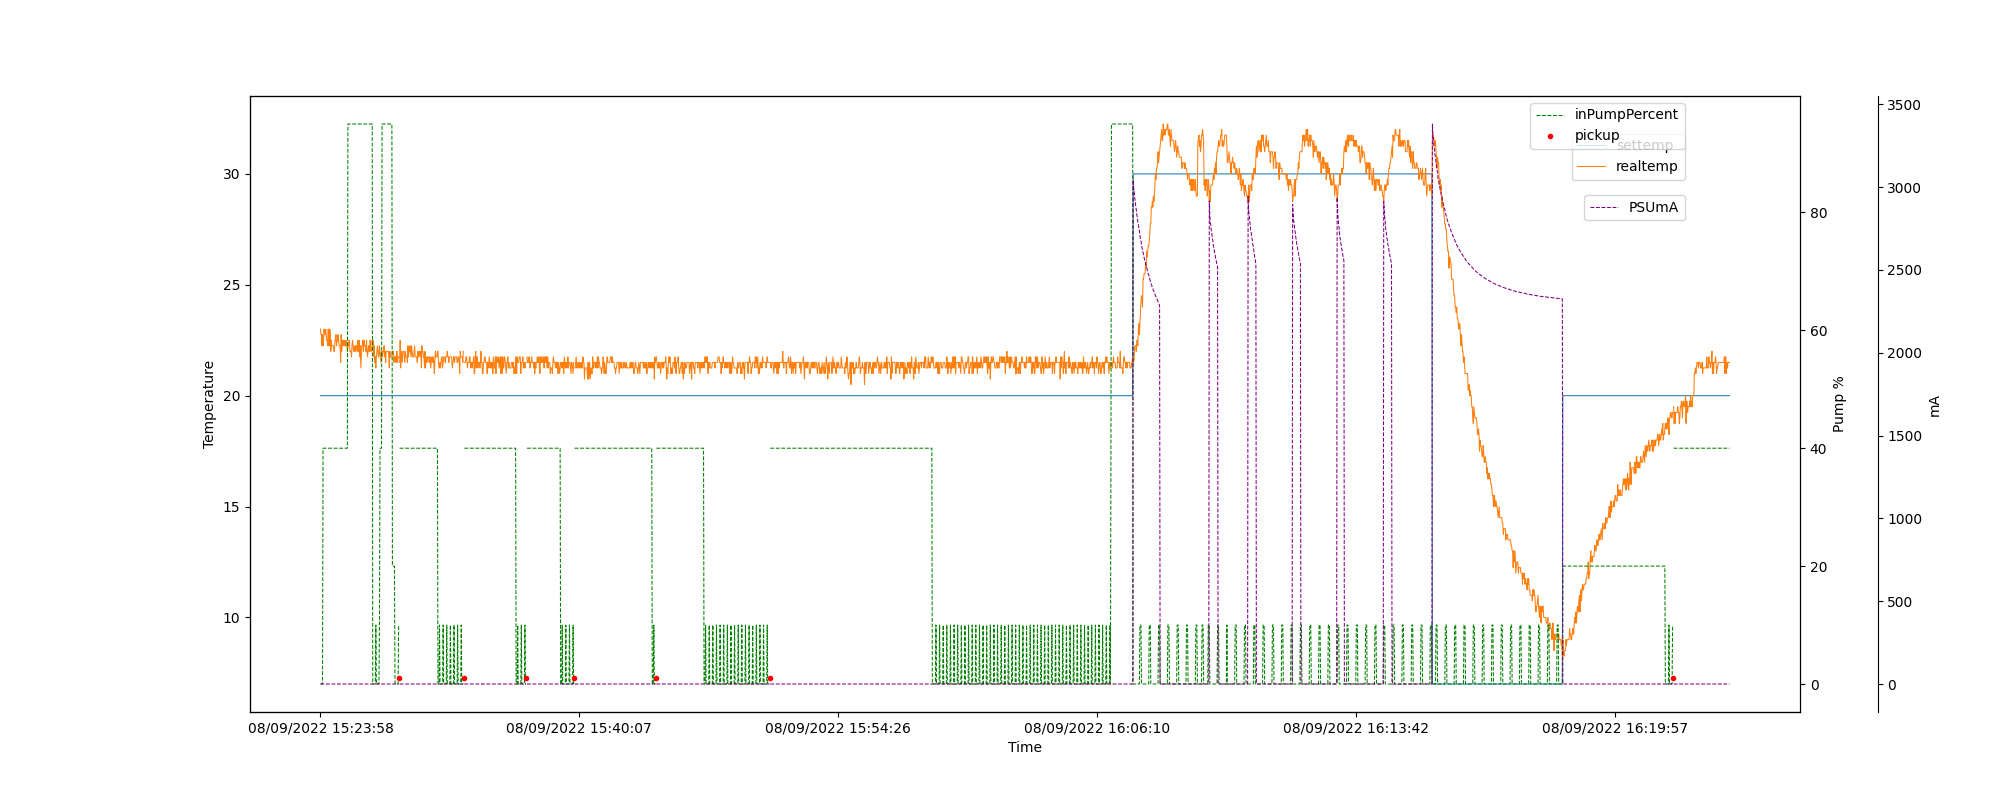 inPumpPercent
pickup
settemp
realtemp
PSUmA
30
25
20
15
10
Temperature
80
60
40
20
0
Pump %
3500
3000
2500
2000
1500
1000
500
0
mA
08/09/2022 15:23:58
08/09/2022 15:40:07
08/09/2022 15:54:26
08/09/2022 16:06:10
08/09/2022 16:13:42
08/09/2022 16:19:57
Time